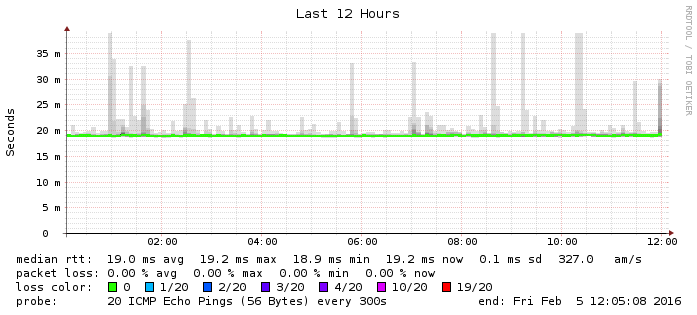 Last 12 Hours
RRDTOOL / TOBI OETIKER
Seconds
35 m
30 m
25 m
20 m
15 m
10 m
5 m
0
02:00 04:00 06:00 08:00 10:00 12:00
median rtt: 19.0 ms avg 19.2 ms max 18.9 ms min 19.2 ms now 0.1 ms sd 327.0 am/s
packet loss: 0.00 % avg 0.00 % max 0.00 % min 0.00 % now
loss color: 0 1/20 2/20 3/20 4/20 10/20 19/20
probe: 20 ICMP Echo Pings (56 Bytes) every 300s end: Fri Feb 5 12:05:08 2016